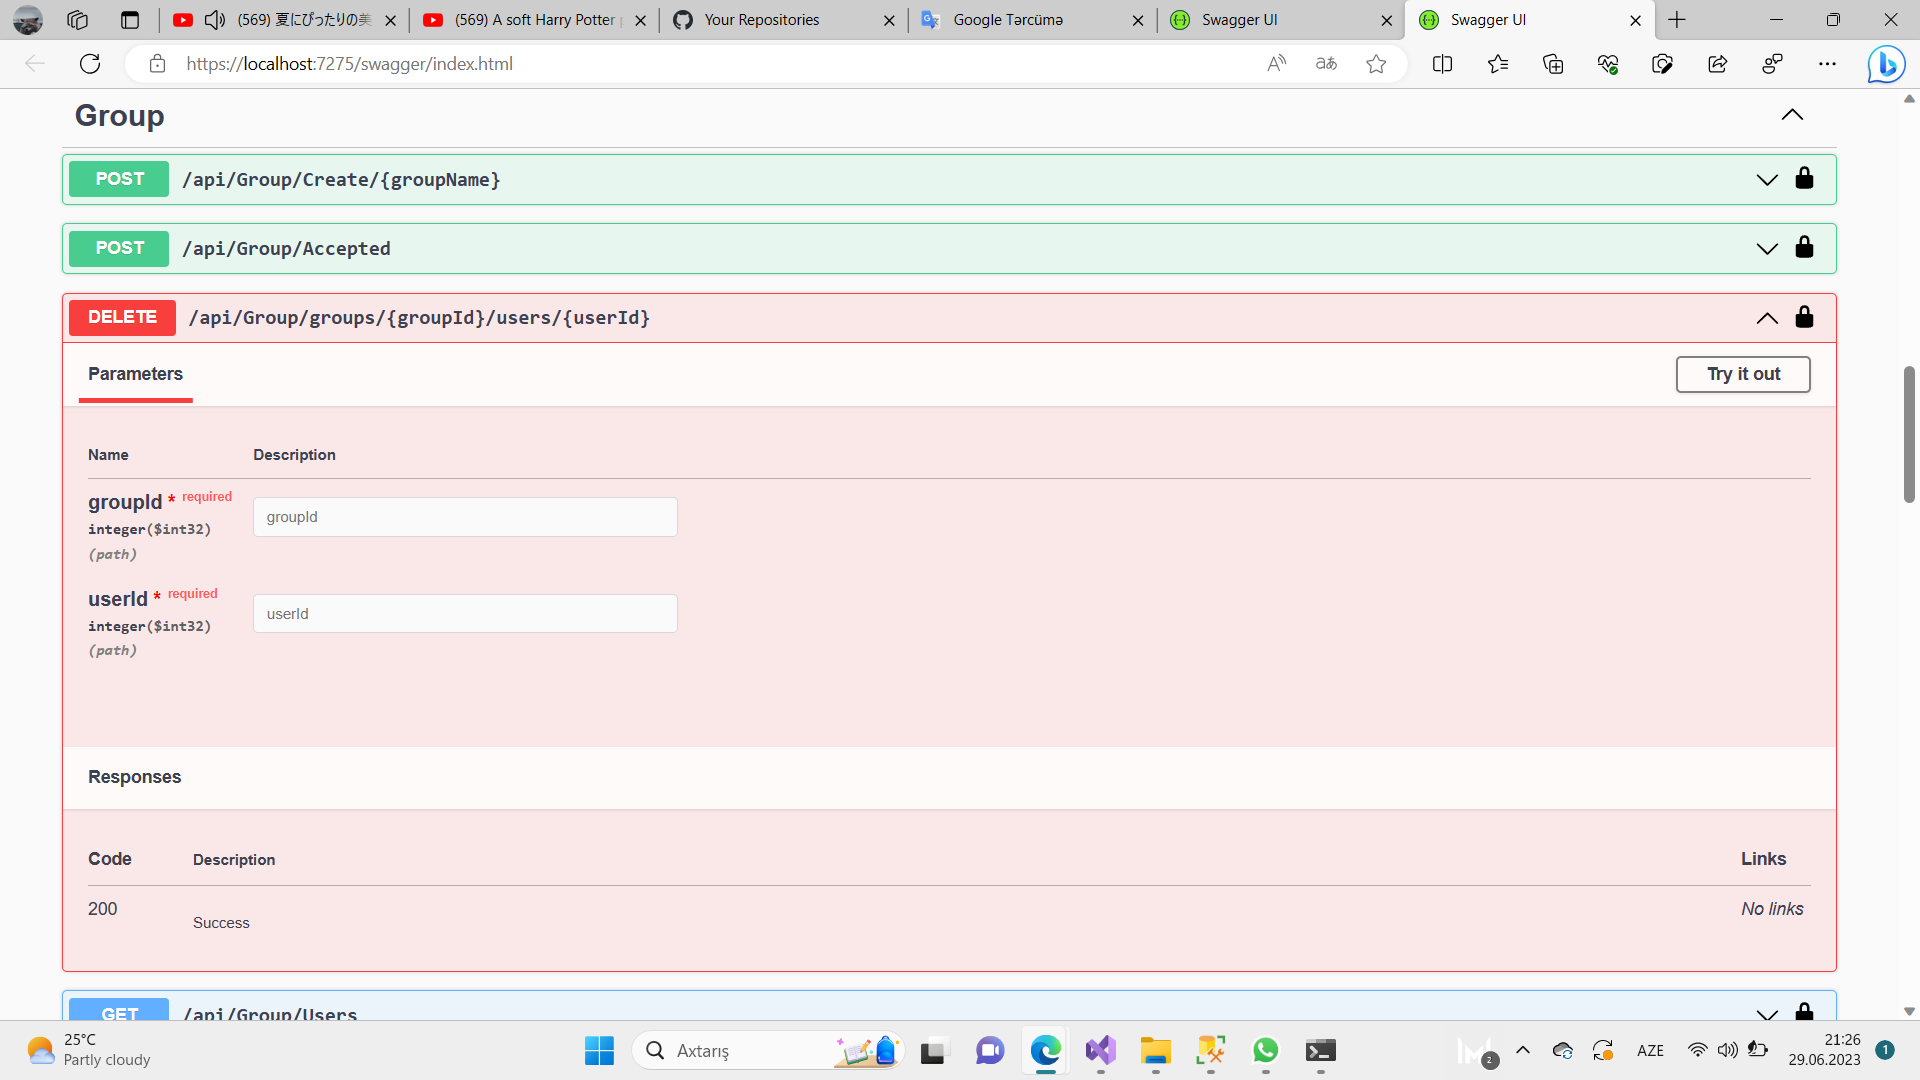 (569) 夏にぴったりの美
(569) A soft Harry Potter
Your Repositories
Google Tərcümə
Swagger UI
Swagger UI
https://localhost:7275/swagger/index.html
Group
POST /api/Group/Create/{groupName}
POST /api/Group/Accepted
DELETE /api/Group/groups/{groupId}/users/{userId}
Parameters
Try it out
Name Description
groupId * required
integer($int32)
(path)
groupId
userId * required
integer($int32)
(path)
userId
Responses
Code Description Links
200 Success No links
GET /api/Group/Users
25°C
Partly cloudy
Axtarış
2
AZE
21:26
29.06.2023
1